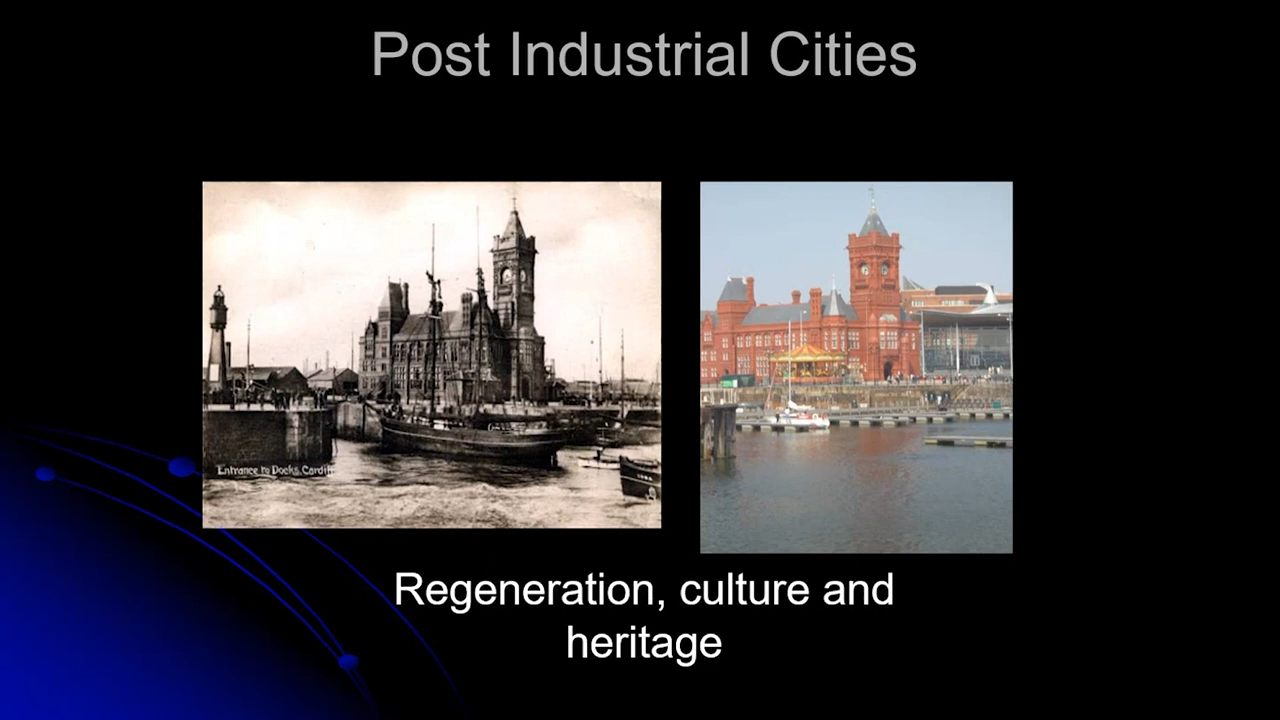 Post Industrial Cities
Entrance to Docks, Cardiff
Regeneration, culture and
heritage